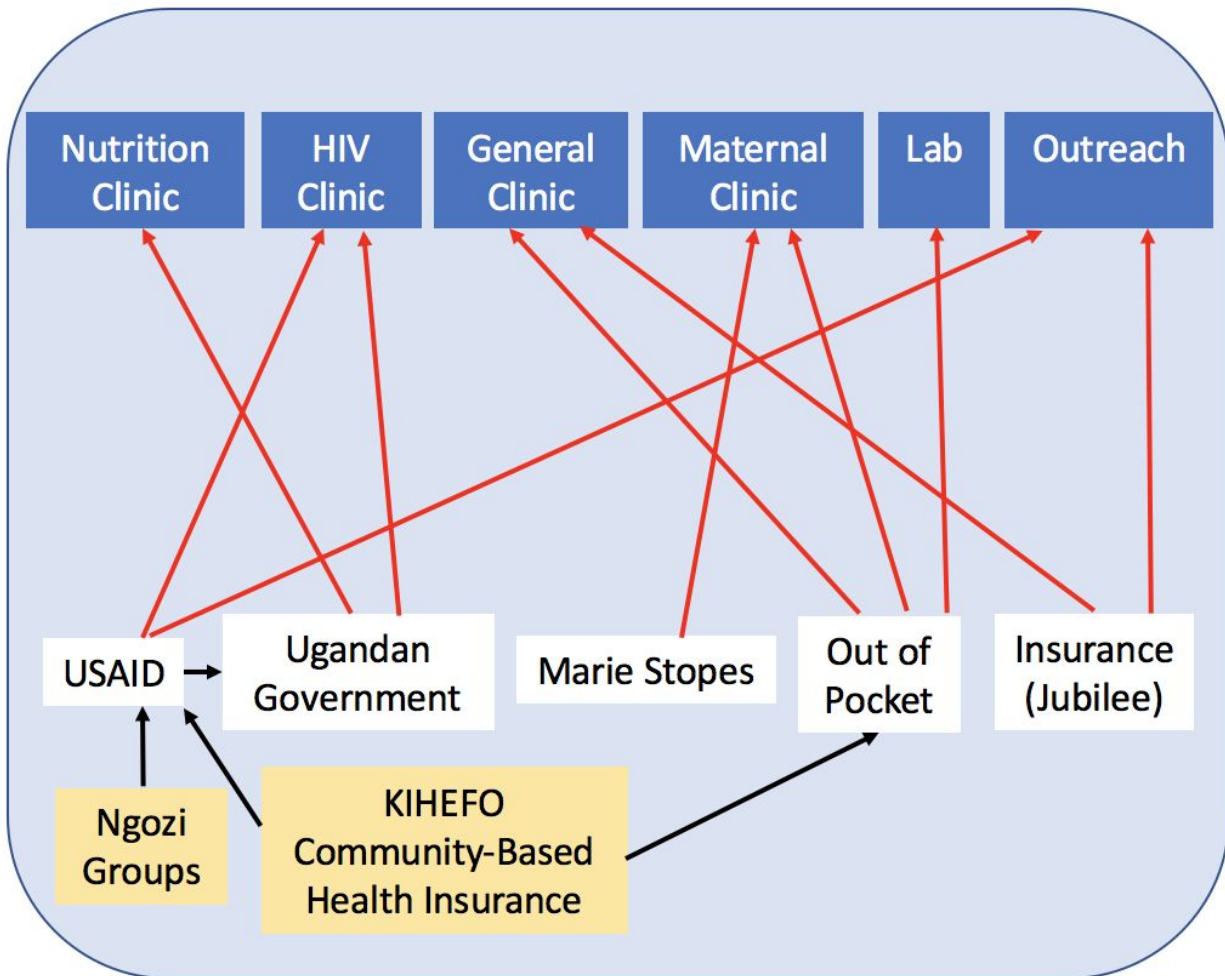 Nutrition
Clinic
HIV
Clinic
General
Clinic
Maternal
Clinic
Lab
Outreach
USAID
Ugandan
Government
Marie Stopes
Out of
Pocket
Insurance
(Jubilee)
Ngozi
Groups
KIHEFO
Community-Based
Health Insurance